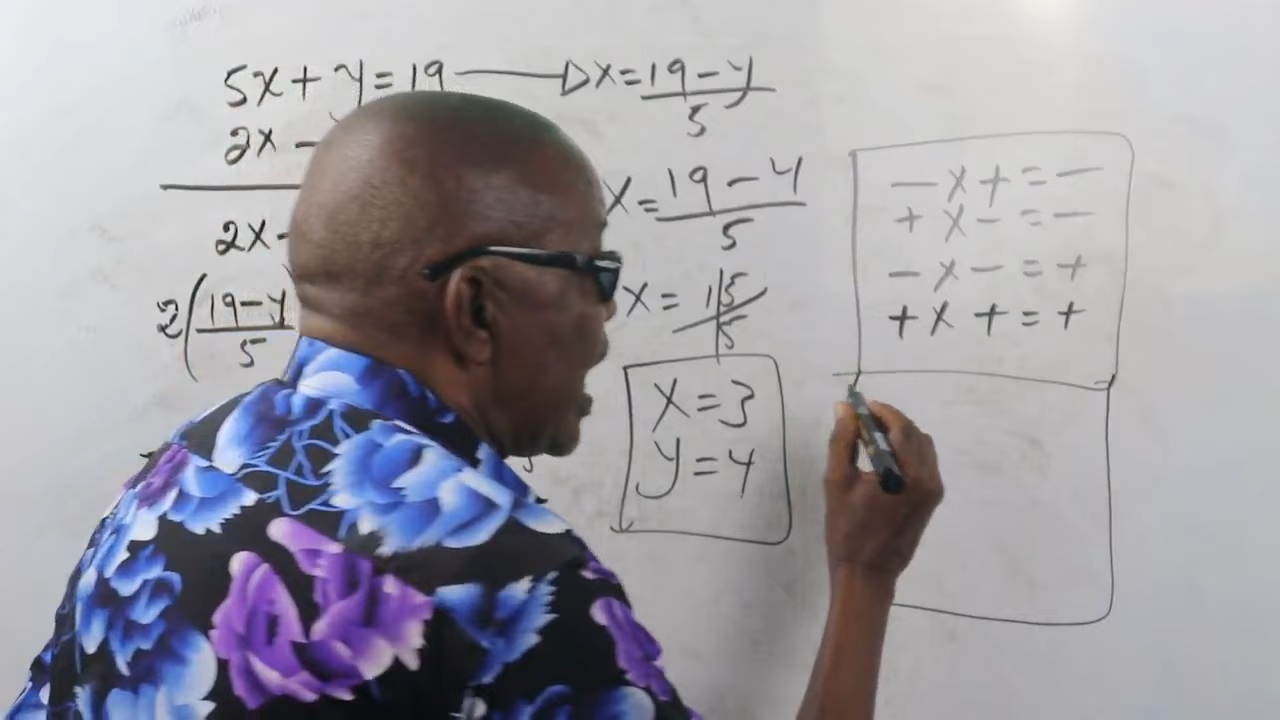 5x + y = 19 → x = 19 - y / 5
2x -
2x -
2(19 - y / 5
x = 19 - 4 / 5
x = 15 / 5
x = 3
y = 4
- x + = -
+ x - = -
- x - = +
+ x + = +